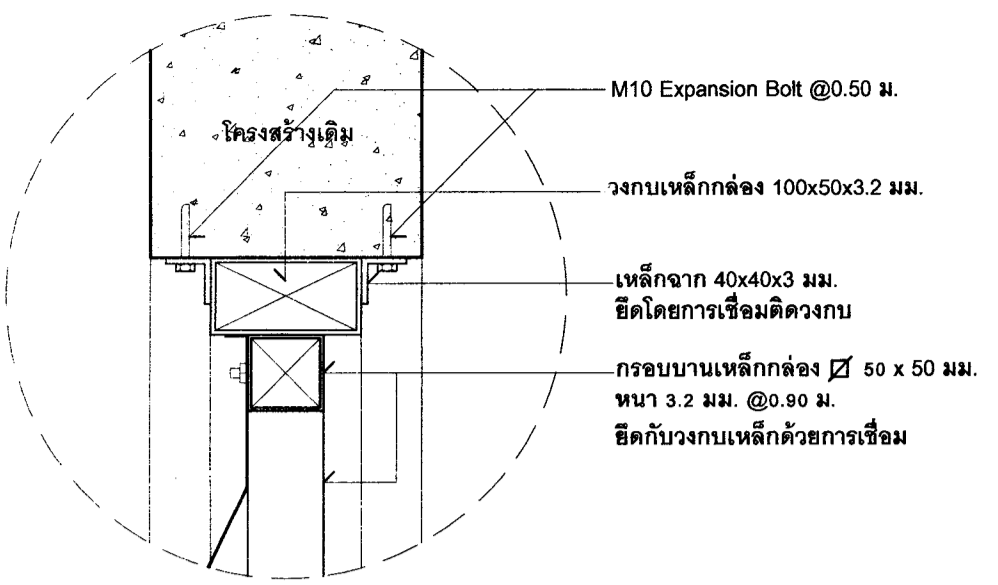 M10 Expansion Bolt @0.50 ม.
โครงสร้างเดิม
วงกบเหล็กกล่อง 100x50x3.2 มม.
เหล็กฉาก 40x40x3 มม.
ยึดโดยการเชื่อมติดวงกบ
กรอบบานเหล็กกล่อง 50 x 50 มม.
หนา 3.2 มม. @0.90 ม.
ยึดกับวงกบเหล็กด้วยการเชื่อม